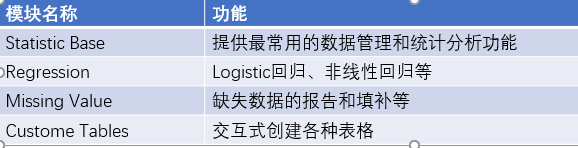 模块名称 功能
Statistic Base 提供最常用的数据管理和统计分析功能
Regression Logistic回归、非线性回归等
Missing Value 缺失数据的报告和填补等
Custome Tables 交互式创建各种表格